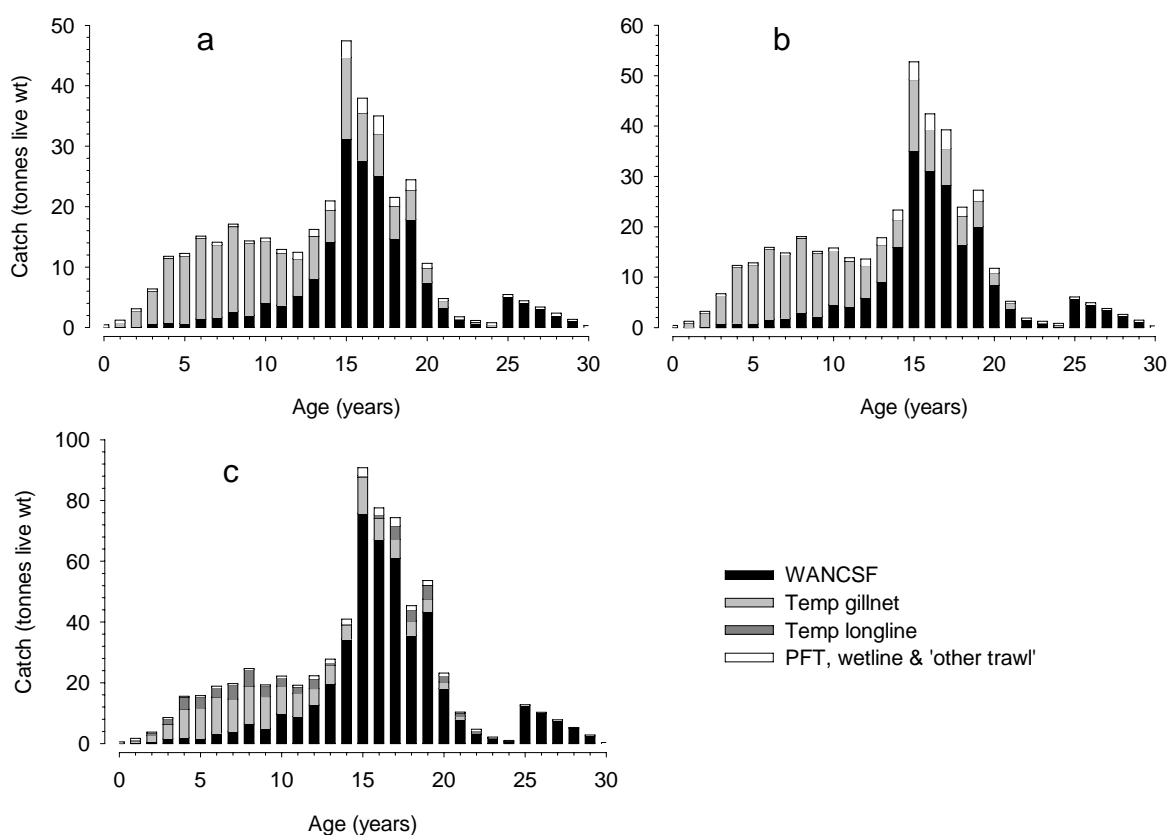 a
50
40
30
20
10
0
Catch (tonnes live wt)
0 5 10 15 20 25 30
Age (years)
b
60
50
40
30
20
10
0
0 5 10 15 20 25 30
Age (years)
c
100
80
60
40
20
0
Catch (tonnes live wt)
0 5 10 15 20 25 30
Age (years)
WANCSF
Temp gillnet
Temp longline
PFT, wetline & 'other trawl'